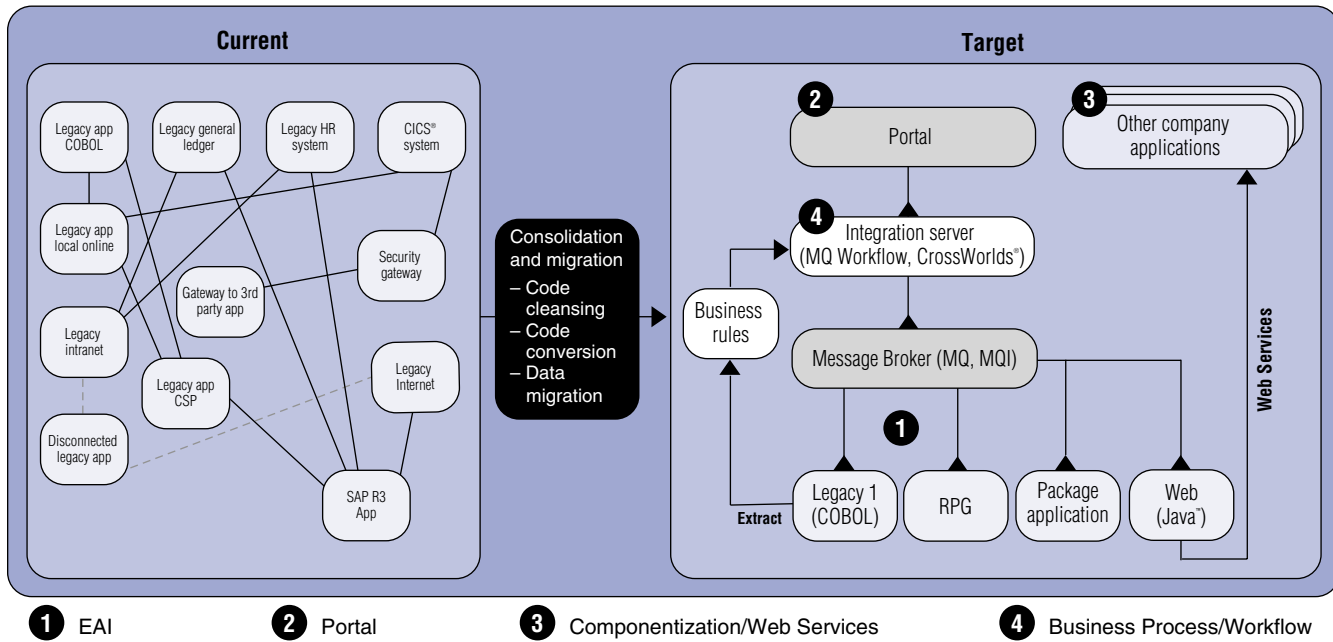 Current
Target
Legacy app
COBOL
Legacy general
ledger
Legacy HR
system
CICS®
system
Legacy app
local online
Security
gateway
Gateway to 3rd
party app
Legacy
intranet
Legacy app
CSP
Legacy
Internet
Disconnected
legacy app
SAP R3
App
Consolidation
and migration
– Code
cleansing
– Code
conversion
– Data
migration
2
Portal
3
Other company
applications
4
Integration server
(MQ Workflow, CrossWorlds®)
Business
rules
Message Broker (MQ, MQI)
Web Services
1
Extract
Legacy 1
(COBOL)
RPG
Package
application
Web
(Java™)
1 EAI
2 Portal
3 Componentization/Web Services
4 Business Process/Workflow